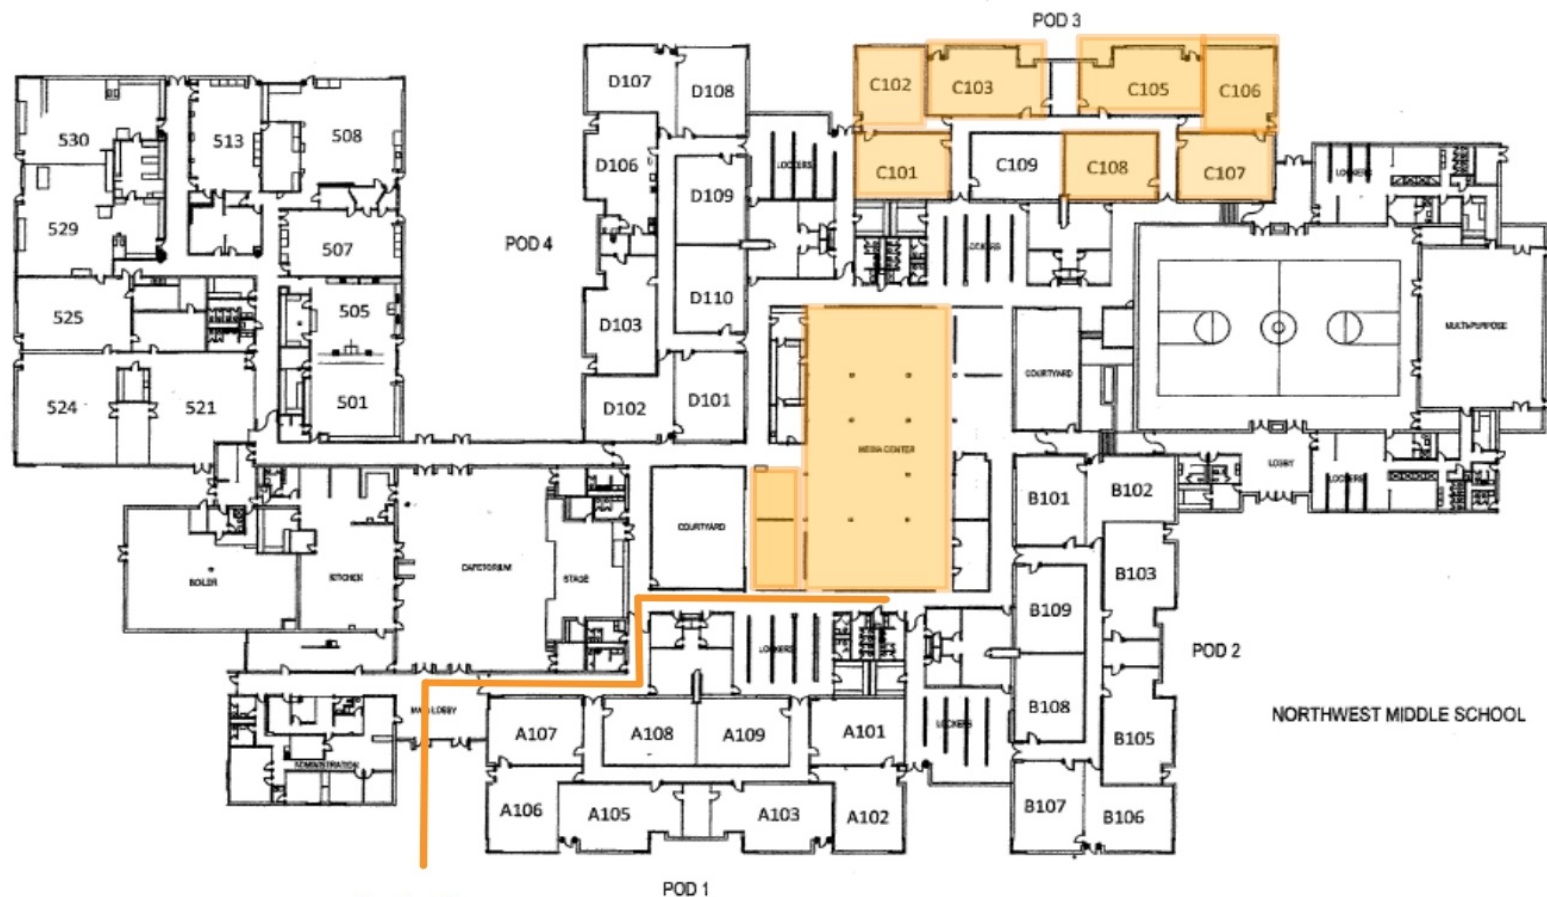 POD 3
D107
D108
C102
C103
C105
C106
530
513
508
D106
LOCKERS
C101
C109
C108
C107
LOCKERS
D109
529
507
POD 4
LOCKERS
D110
525
505
D103
COURTYARD
MULTIPURPOSE
524
521
501
D102
D101
MEDIA CENTER
LOBBY
LOCKERS
B101
B102
COURTYARD
BOILER
KITCHEN
CAFETORIUM
STAGE
B103
B109
LOCKERS
POD 2
MAIN LOBBY
A107
A108
A109
A101
LOCKERS
B108
B105
NORTHWEST MIDDLE SCHOOL
ADMINISTRATION
A106
A105
A103
A102
B107
B106
POD 1